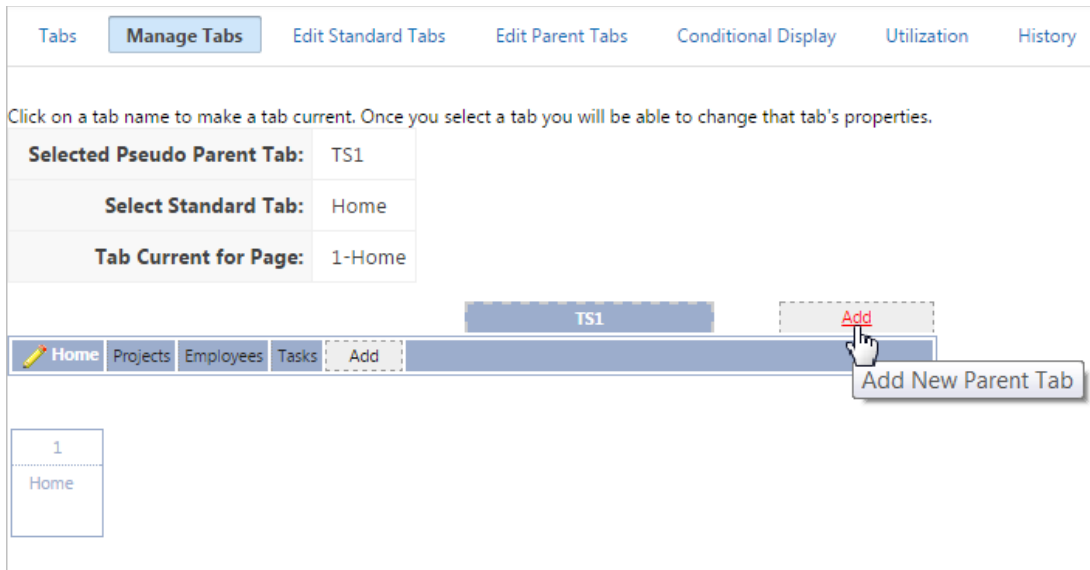 Tabs Manage Tabs Edit Standard Tabs Edit Parent Tabs Conditional Display Utilization History
Click on a tab name to make a tab current. Once you select a tab you will be able to change that tab's properties.
Selected Pseudo Parent Tab: TS1
Select Standard Tab: Home
Tab Current for Page: 1-Home
TS1 Add
Home Projects Employees Tasks Add
Add New Parent Tab
1
Home